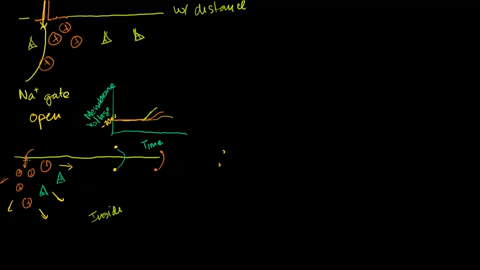 w/ distance
+ +
+
Na⁺ gate
open
Membrane
Voltage
Time
Inside